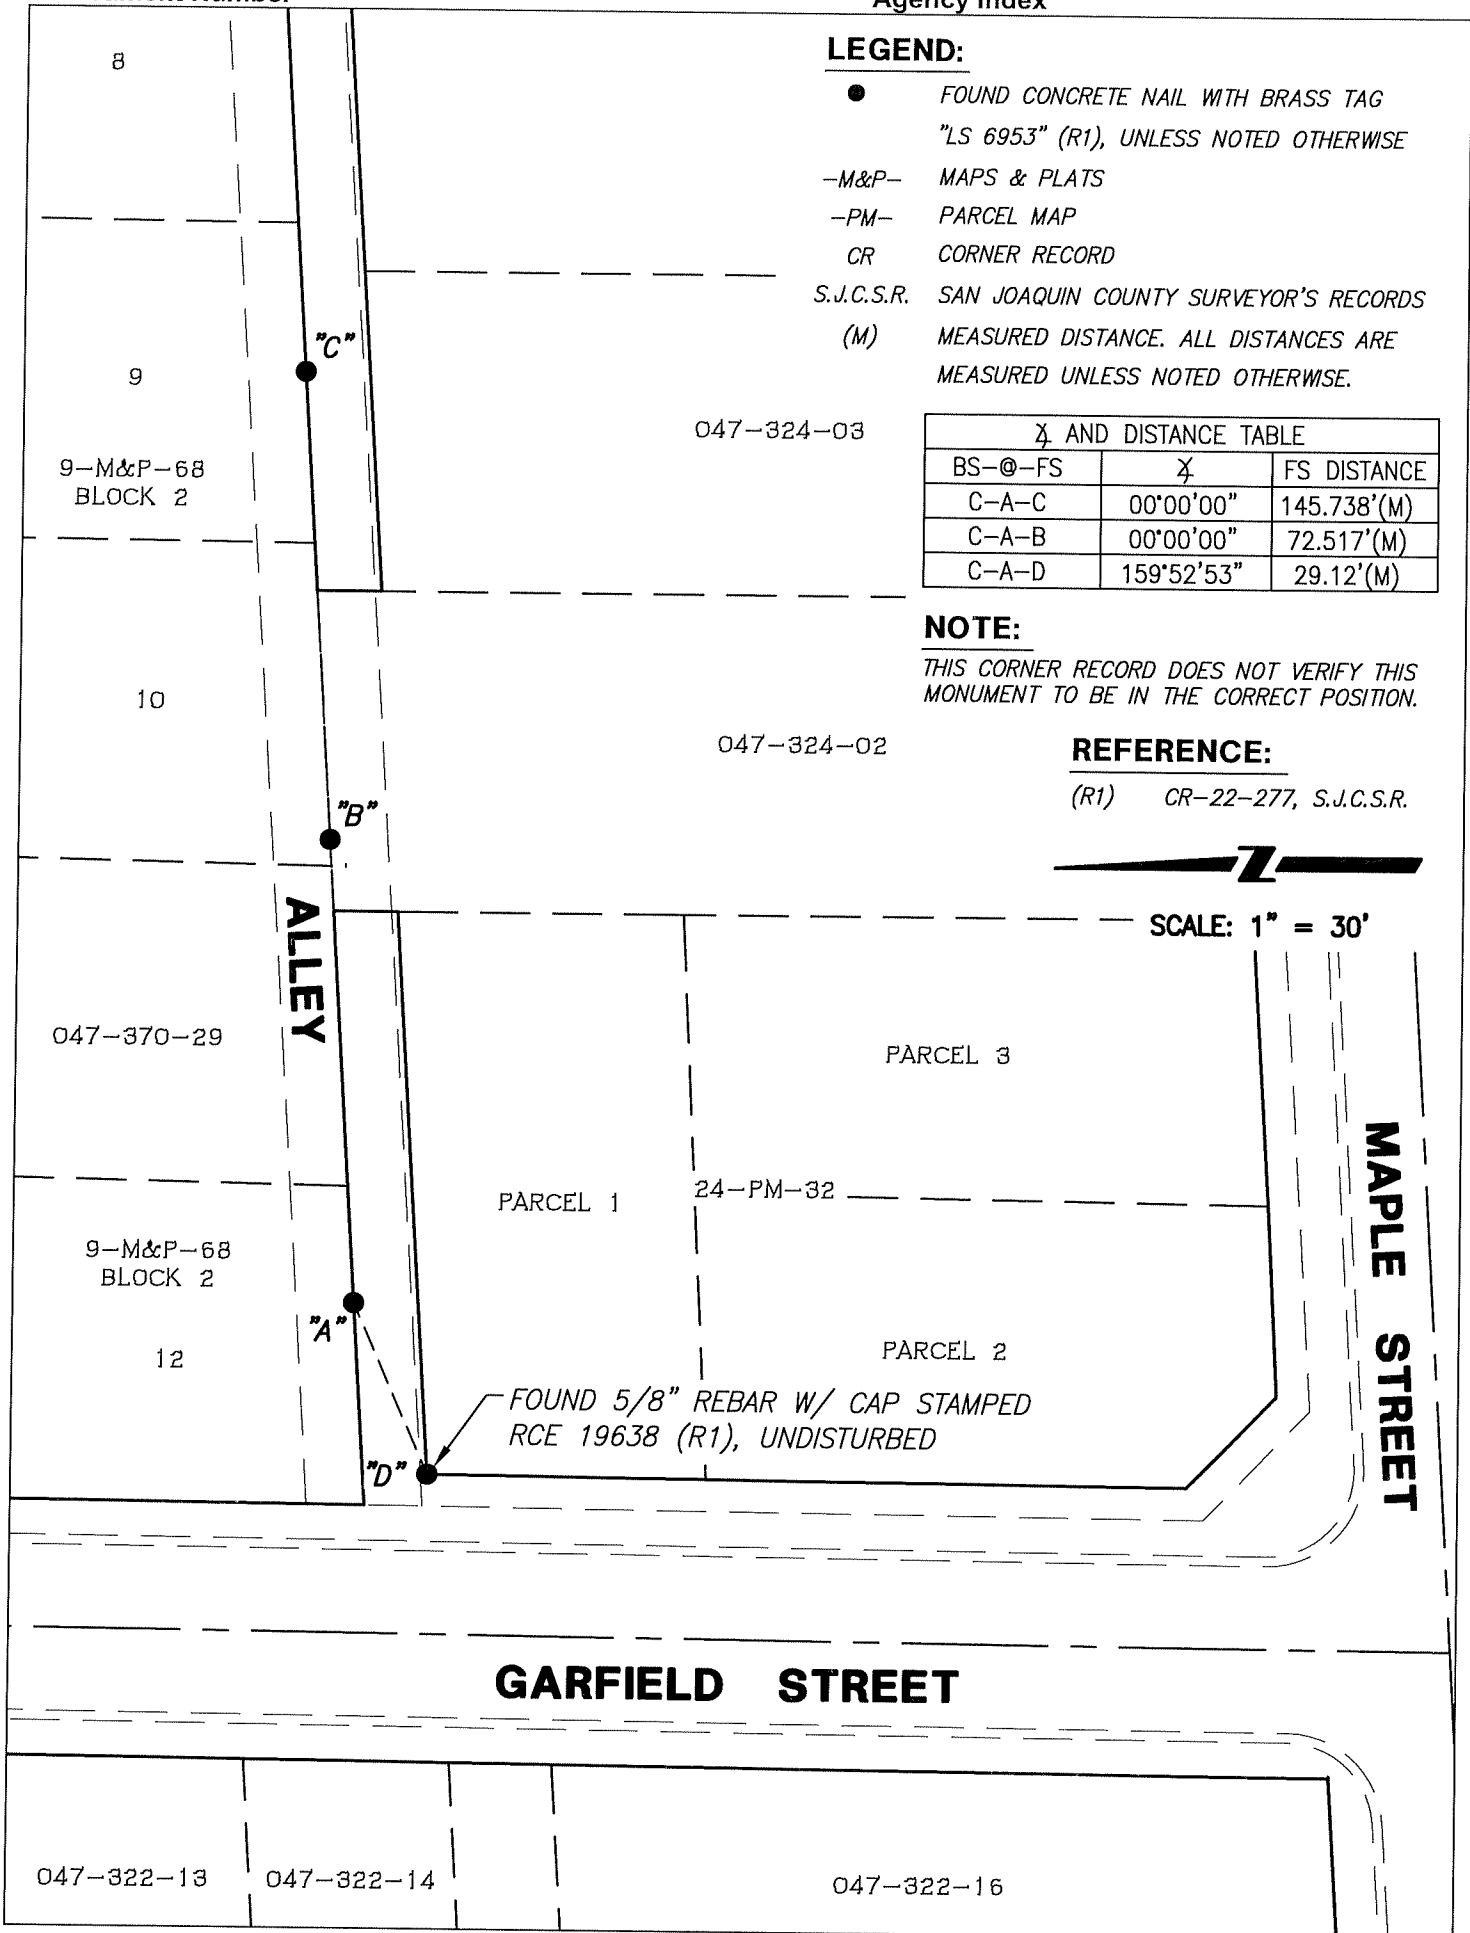 Agency Index
LEGEND:
FOUND CONCRETE NAIL WITH BRASS TAG
"LS 6953" (R1), UNLESS NOTED OTHERWISE
-M&P- MAPS & PLATS
-PM- PARCEL MAP
CR CORNER RECORD
S.J.C.S.R. SAN JOAQUIN COUNTY SURVEYOR'S RECORDS
(M) MEASURED DISTANCE. ALL DISTANCES ARE
MEASURED UNLESS NOTED OTHERWISE.
∡ AND DISTANCE TABLE
BS-@-FS ∡ FS DISTANCE
C-A-C 00°00'00" 145.738'(M)
C-A-B 00°00'00" 72.517'(M)
C-A-D 159°52'53" 29.12'(M)
NOTE:
THIS CORNER RECORD DOES NOT VERIFY THIS
MONUMENT TO BE IN THE CORRECT POSITION.
REFERENCE:
(R1) CR-22-277, S.J.C.S.R.
Z
SCALE: 1" = 30'
8
"C"
9
9-M&P-68
BLOCK 2
047-324-03
10
047-324-02
"B"
ALLEY
047-370-29
PARCEL 3
PARCEL 1
24-PM-32
9-M&P-68
BLOCK 2
"A"
12
PARCEL 2
MAPLE STREET
FOUND 5/8" REBAR W/ CAP STAMPED
RCE 19638 (R1), UNDISTURBED
"D"
GARFIELD STREET
047-322-13
047-322-14
047-322-16